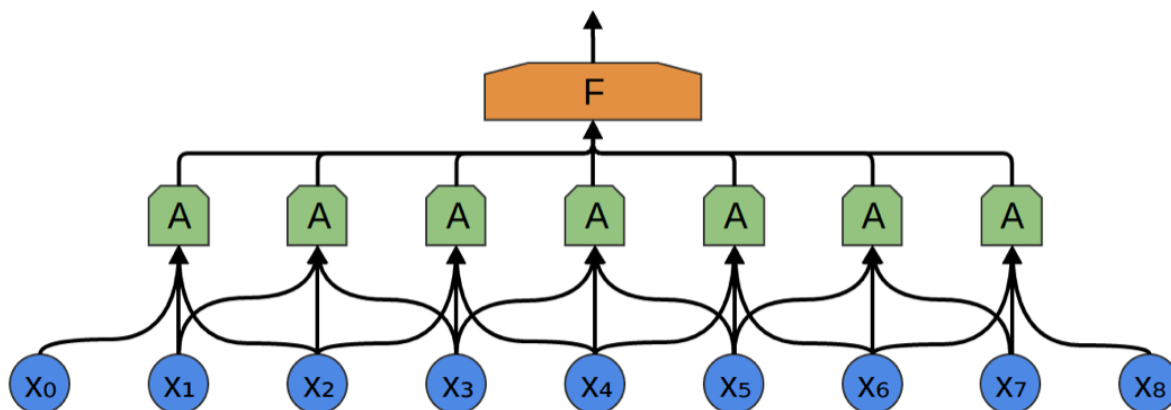 F
A A A A A A A
x₀ x₁ x₂ x₃ x₄ x₅ x₆ x₇ x₈